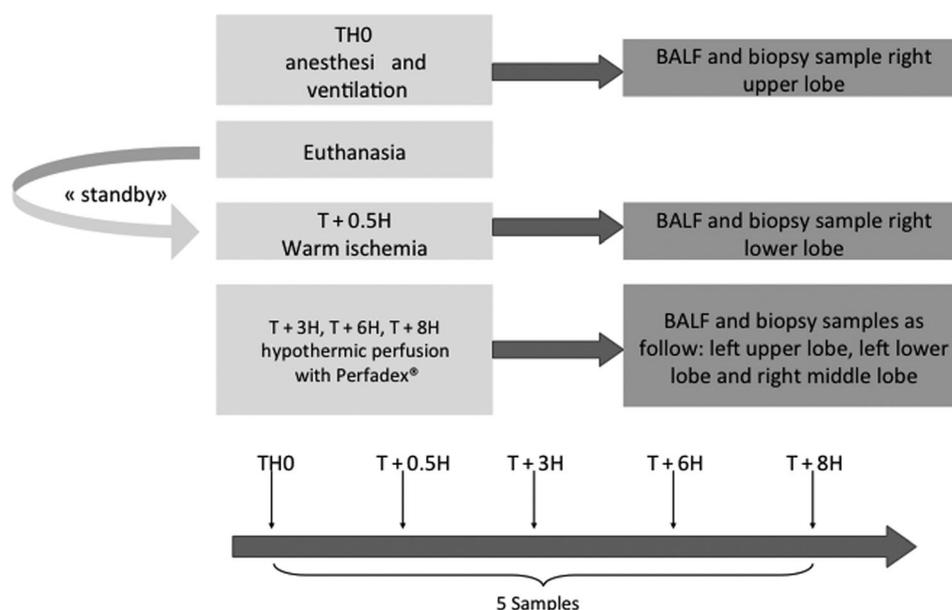 TH0
anesthesi and
ventilation
BALF and biopsy sample right
upper lobe
Euthanasia
« standby»
T + 0.5H
Warm ischemia
BALF and biopsy sample right
lower lobe
T + 3H, T + 6H, T + 8H
hypothermic perfusion
with Perfadex®
BALF and biopsy samples as
follow: left upper lobe, left lower
lobe and right middle lobe
TH0 T + 0.5H T + 3H T + 6H T + 8H
5 Samples